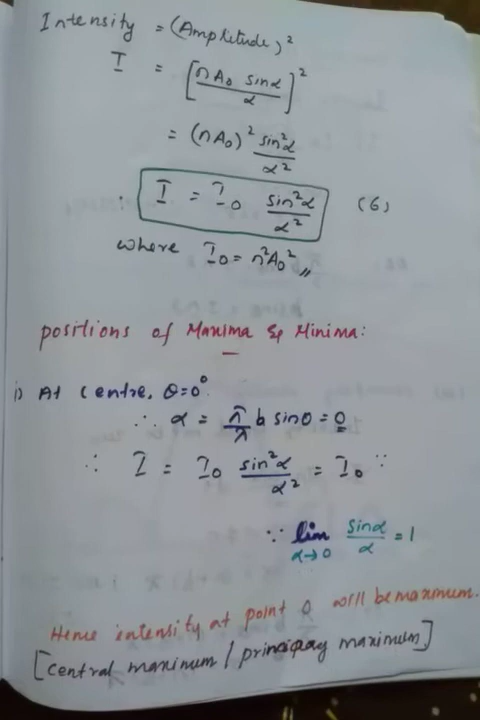 Intensity = (Amplitude)²
I = [nA₀ sinα / α]²
= (nA₀)² sin²α / α²
∴ I = I₀ sin²α / α² (6)
where I₀ = n²A₀² //
positions of Maxima & Minima:
i) At centre, θ=0°
∴ α = π/λ b sinθ = 0
∴ I = I₀ sin²α / α² = I₀ ∵
∵ lim α→0 sinα / α = 1
Hence intensity at point O will be maximum.
[central maximum / principay maximum]